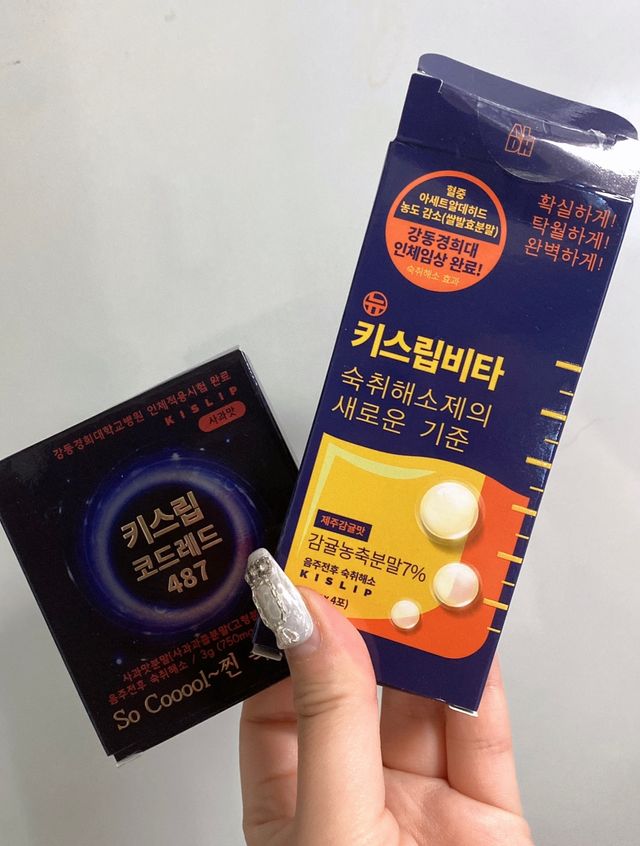 ALDH
혈중
아세트알데히드
농도 감소(쌀발효분말)
강동경희대
인체임상 완료!
숙취해소 효과
확실하게!
탁월하게!
완벽하게!
뉴
키스립비타
숙취해소제의
새로운 기준
제주감귤맛
감귤농축분말7%
음주전후 숙취해소
KISLIP
4포)
강동경희대학교병원 인체적용시험 완료
KISLIP
사과맛
키스립
코드레드
487
사과맛분말(사과과즙분말(고형분
음주전후 숙취해소 / 3g (750mg
So Cooool~찐